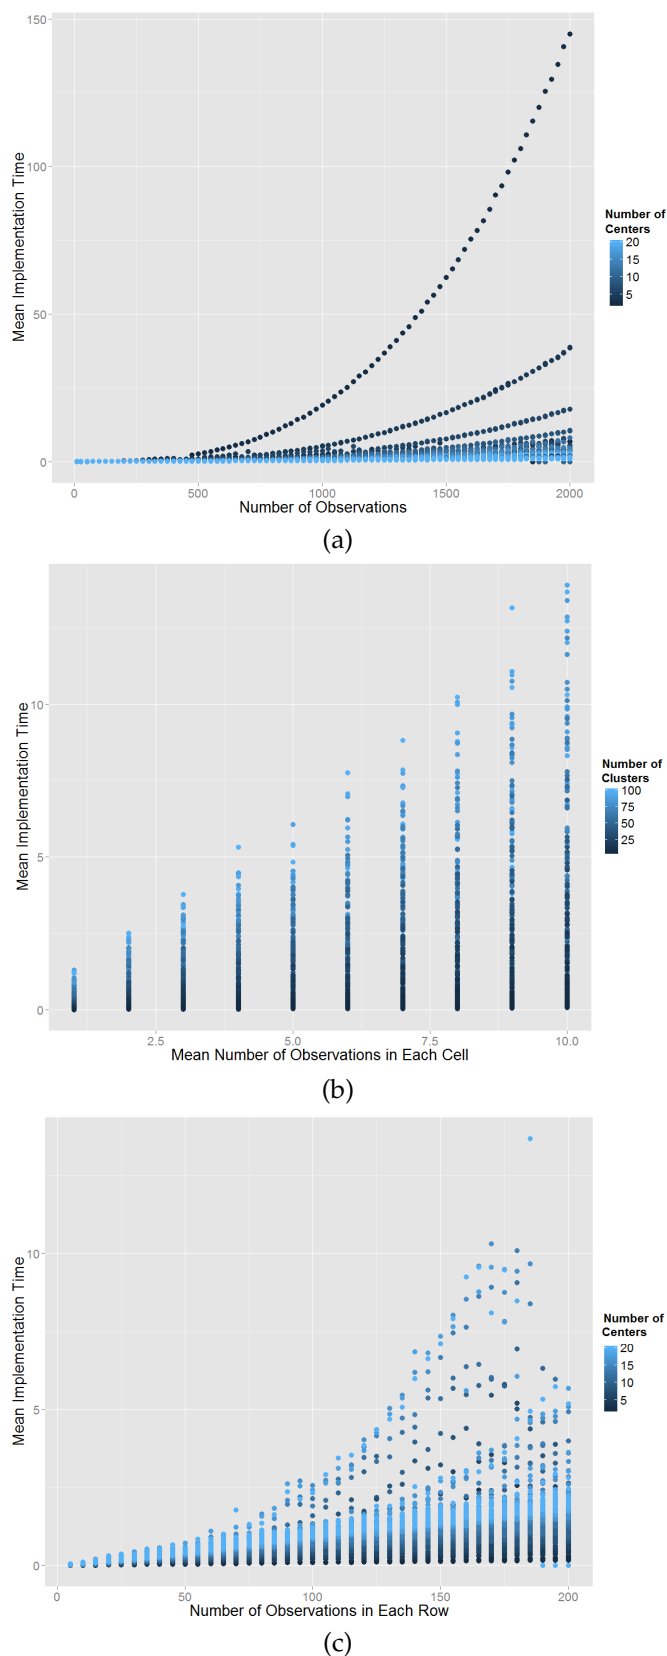 150
100
50
0
Mean Implementation Time
0 500 1000 1500 2000
Number of Observations
Number of
Centers
20
15
10
5
(a)
10
5
0
Mean Implementation Time
2.5 5.0 7.5 10.0
Mean Number of Observations in Each Cell
Number of
Clusters
100
75
50
25
(b)
10
5
0
Mean Implementation Time
0 50 100 150 200
Number of Observations in Each Row
Number of
Centers
20
15
10
5
(c)